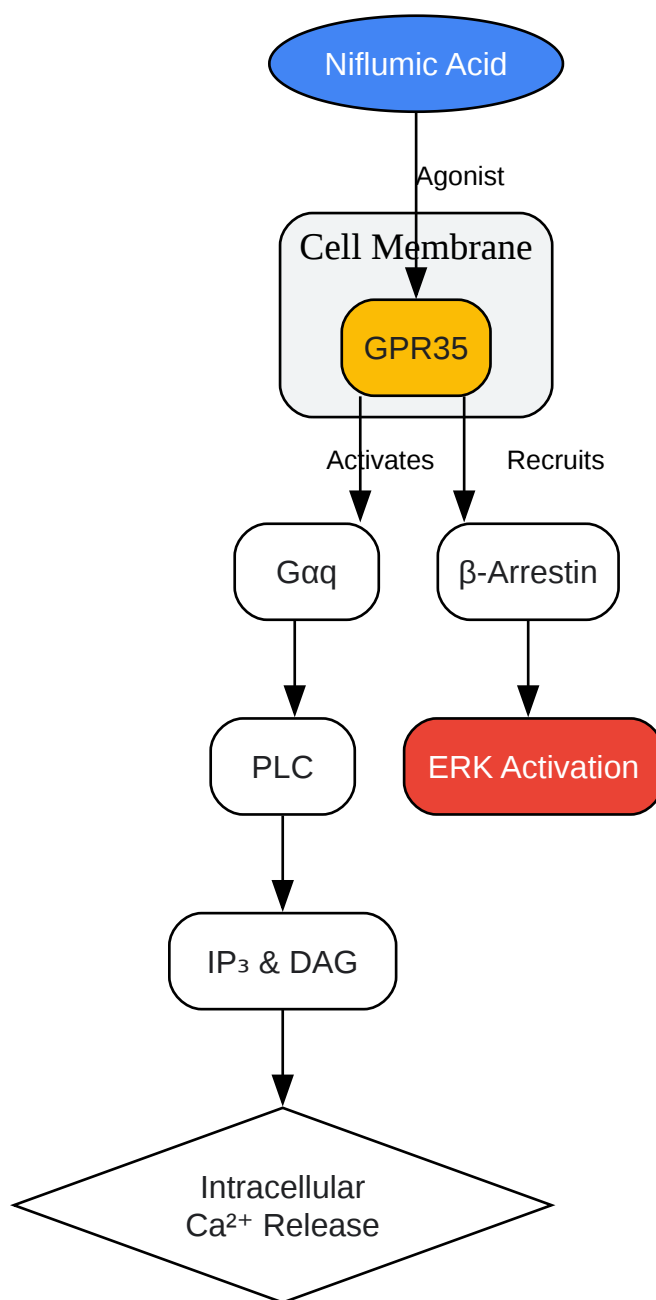 Niflumic Acid
Agonist
Cell Membrane
GPR35
Activates
Recruits
Gαq
β-Arrestin
PLC
ERK Activation
IP₃ & DAG
Intracellular
Ca²⁺ Release